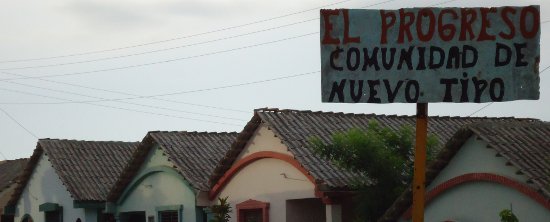 EL PROGRESO
COMUNIDAD DE
NUEVO TIPO